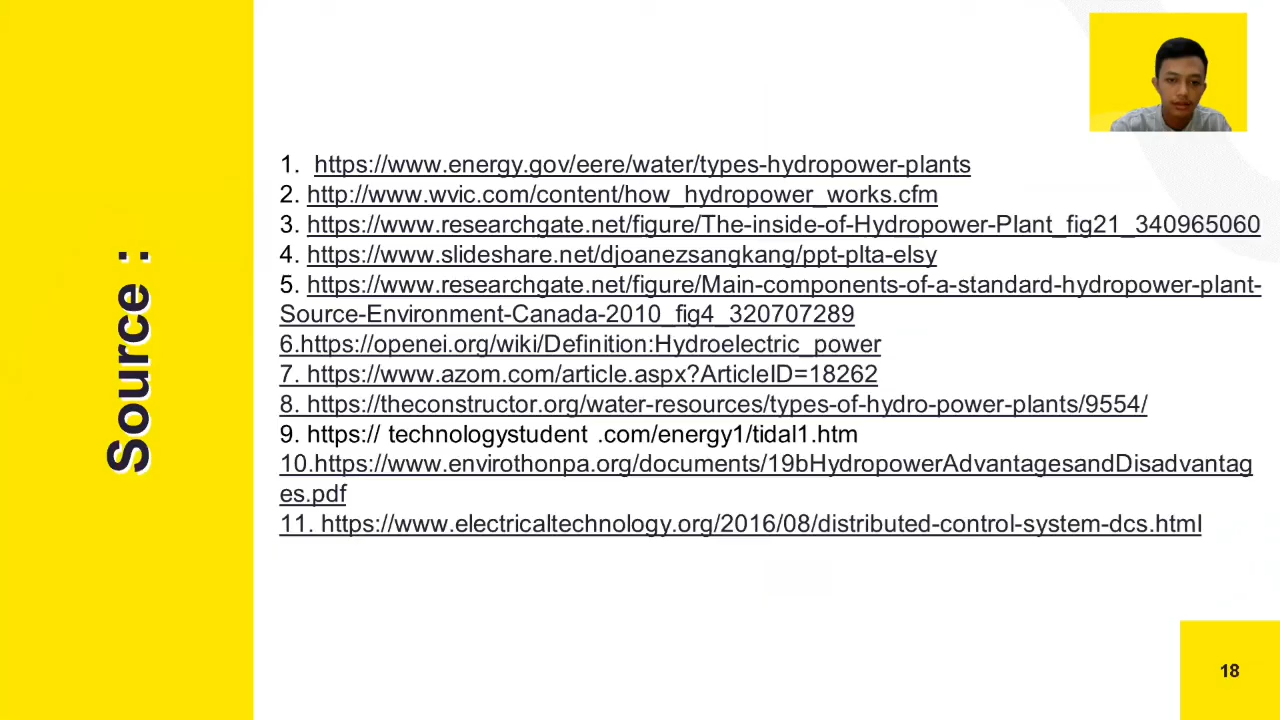 Source :
1. https://www.energy.gov/eere/water/types-hydropower-plants
2. http://www.wvic.com/content/how_hydropower_works.cfm
3. https://www.researchgate.net/figure/The-inside-of-Hydropower-Plant_fig21_340965060
4. https://www.slideshare.net/djoanezsangkang/ppt-plta-elsy
5. https://www.researchgate.net/figure/Main-components-of-a-standard-hydropower-plant-
Source-Environment-Canada-2010_fig4_320707289
6.https://openei.org/wiki/Definition:Hydroelectric_power
7. https://www.azom.com/article.aspx?ArticleID=18262
8. https://theconstructor.org/water-resources/types-of-hydro-power-plants/9554/
9. https:// technologystudent .com/energy1/tidal1.htm
10.https://www.envirothonpa.org/documents/19bHydropowerAdvantagesandDisadvantag
es.pdf
11. https://www.electricaltechnology.org/2016/08/distributed-control-system-dcs.html
18